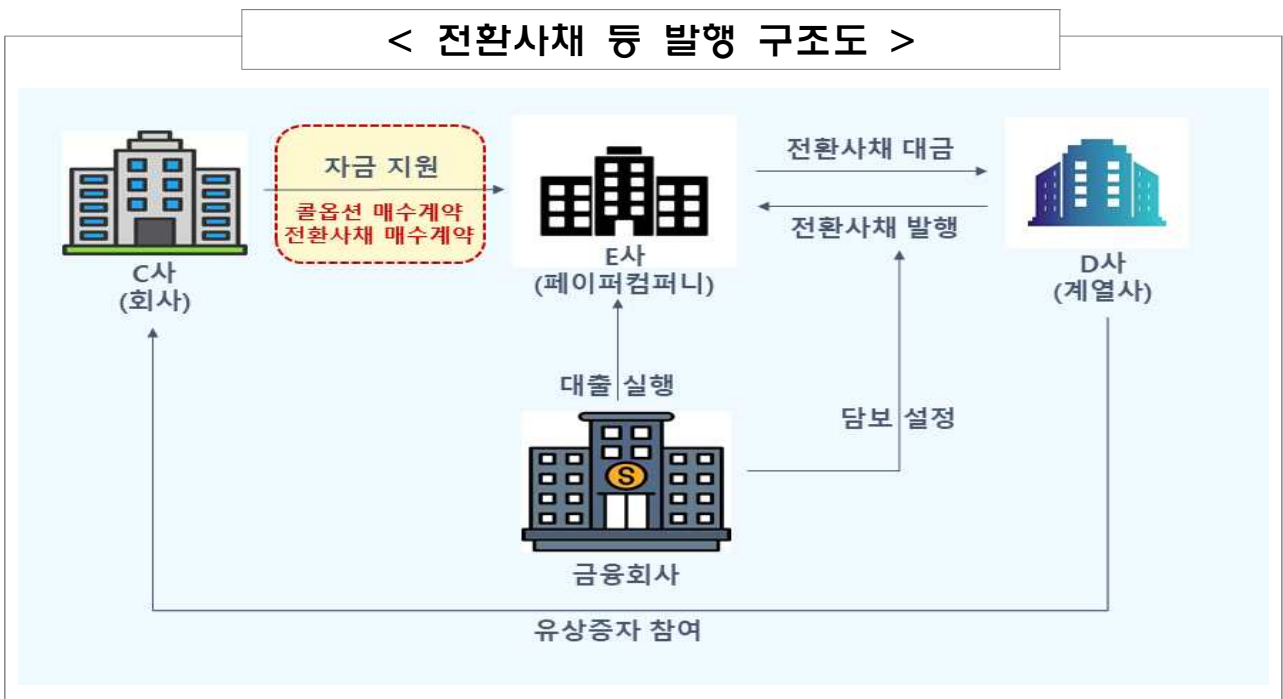 < 전환사채 등 발행 구조도 >
자금 지원
콜옵션 매수계약
전환사채 매수계약
C사
(회사)
E사
(페이퍼컴퍼니)
전환사채 대금
전환사채 발행
D사
(계열사)
대출 실행
담보 설정
S
금융회사
유상증자 참여